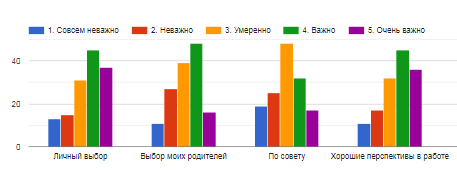 1. Совсем неважно 2. Неважно 3. Умеренно 4. Важно 5. Очень важно
40
20
0
Личный выбор Выбор моих родителей По совету Хорошие перспективы в работе